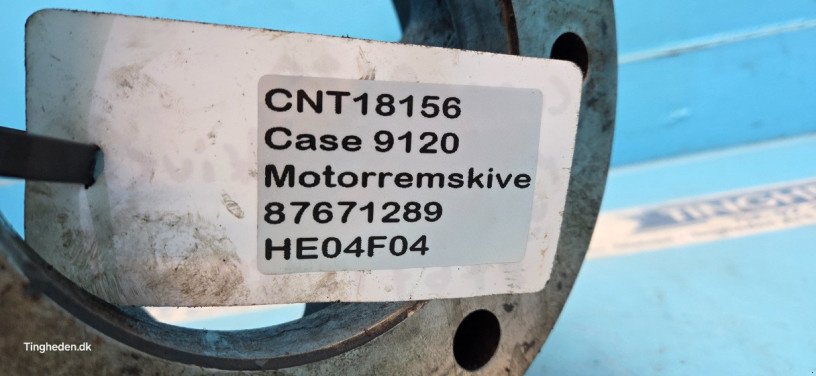 CNT18156
Case 9120
Motorremskive
87671289
HE04F04
Tingheden.dk